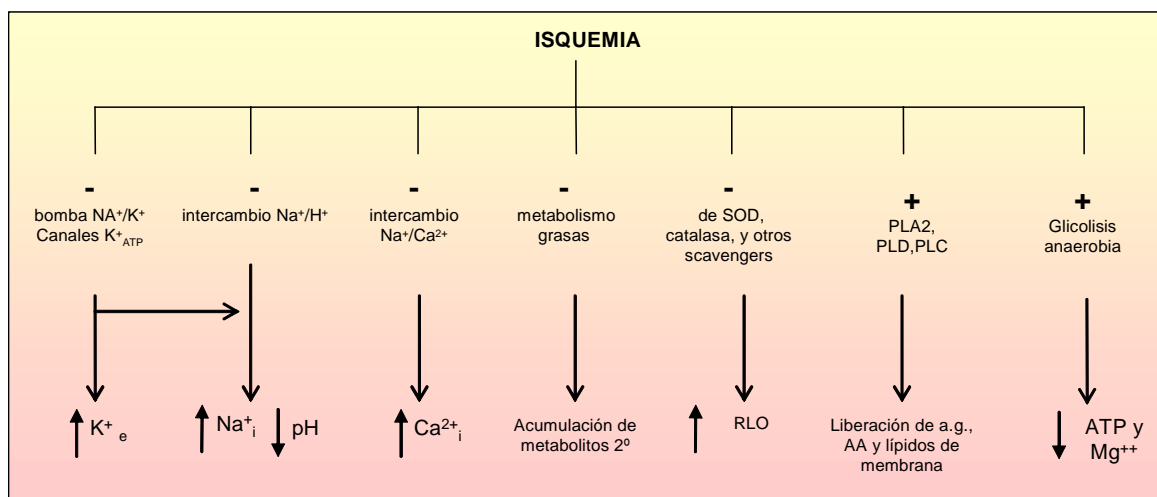 ISQUEMIA
-
bomba NA⁺/K⁺
Canales K⁺ATP
-
intercambio Na⁺/H⁺
-
intercambio
Na⁺/Ca²⁺
-
metabolismo
grasas
-
de SOD,
catalasa, y otros
scavengers
+
PLA2,
PLD,PLC
+
Glicolisis
anaerobia
K⁺ e
Na⁺i
pH
Ca²⁺i
Acumulación de
metabolitos 2º
RLO
Liberación de a.g.,
AA y lípidos de
membrana
ATP y
Mg⁺⁺